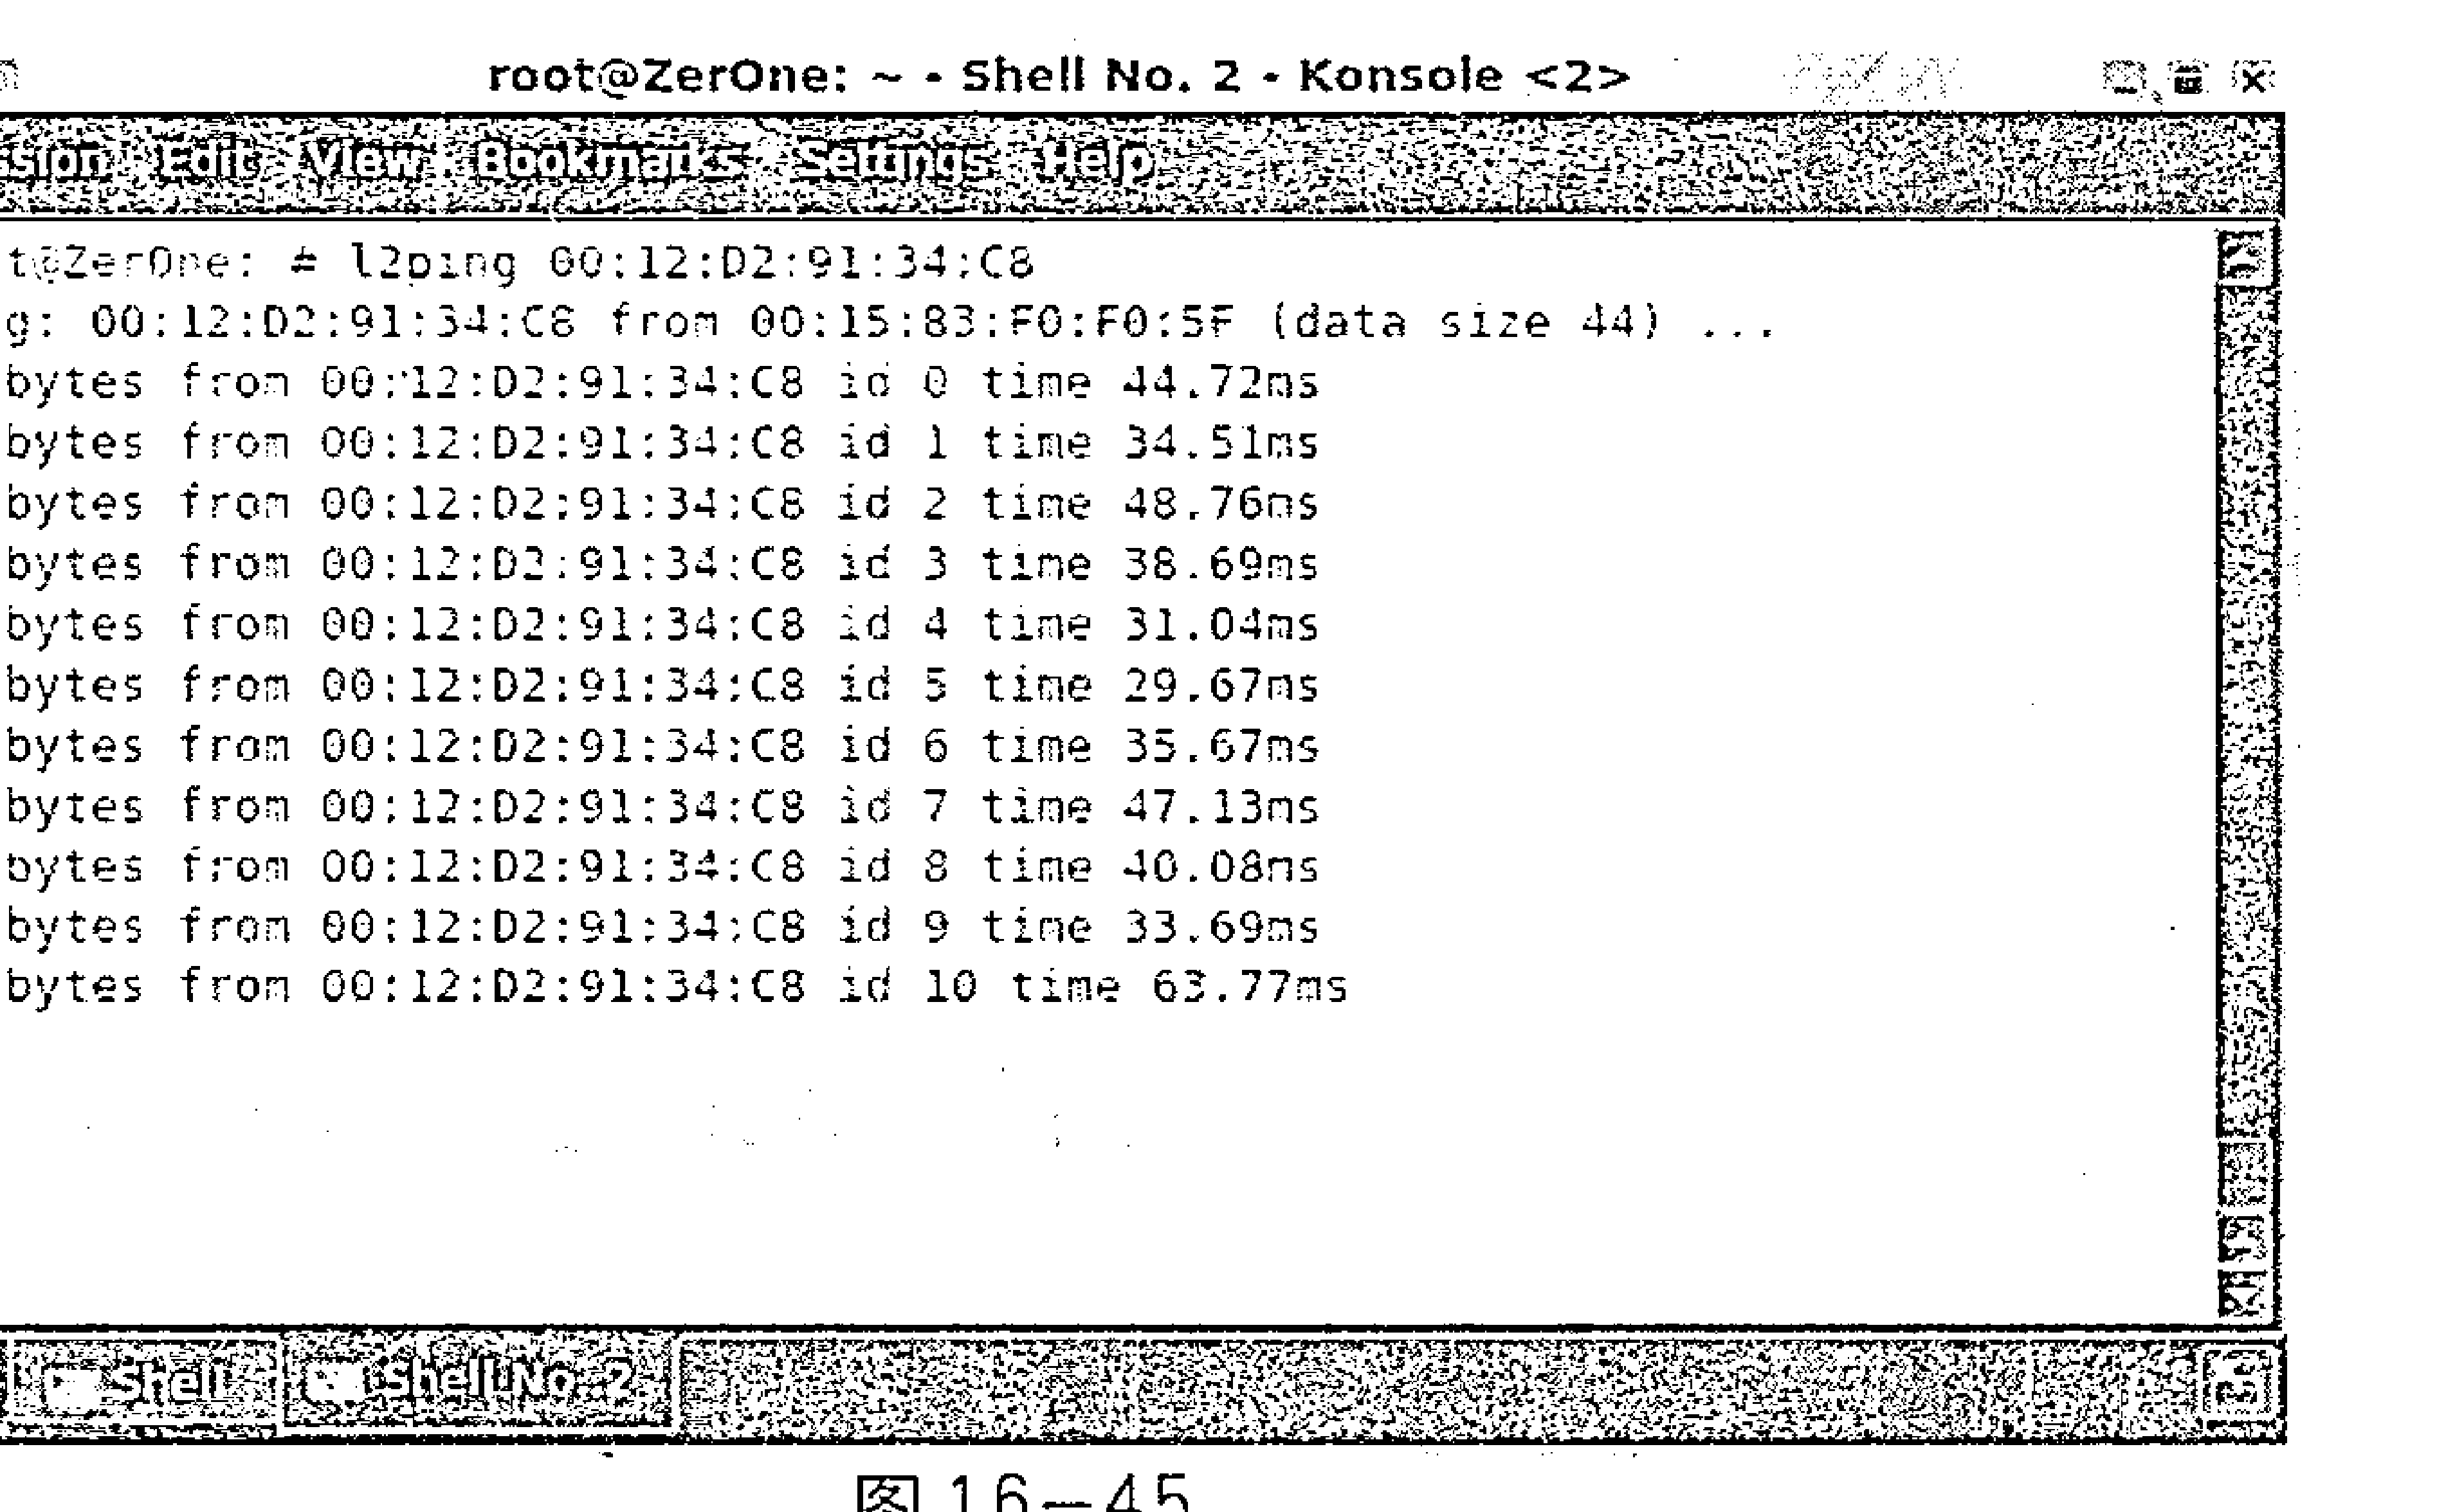 root@ZerOne: ~ - Shell No. 2 - Konsole <2>
ssion Edit View Bookmarks Settings Help
t@ZerOne: # l2ping 00:12:D2:91:34:C8
g: 00:12:D2:91:34:C8 from 00:15:83:F0:F0:5F (data size 44) ...
bytes from 00:12:D2:91:34:C8 id 0 time 44.72ms
bytes from 00:12:D2:91:34:C8 id 1 time 34.51ms
bytes from 00:12:D2:91:34:C8 id 2 time 48.76ms
bytes from 00:12:D2:91:34:C8 id 3 time 38.69ms
bytes from 00:12:D2:91:34:C8 id 4 time 31.04ms
bytes from 00:12:D2:91:34:C8 id 5 time 29.67ms
bytes from 00:12:D2:91:34:C8 id 6 time 35.67ms
bytes from 00:12:D2:91:34:C8 id 7 time 47.13ms
bytes from 00:12:D2:91:34:C8 id 8 time 40.08ms
bytes from 00:12:D2:91:34:C8 id 9 time 33.69ms
bytes from 00:12:D2:91:34:C8 id 10 time 63.77ms
Shell Shell No. 2
图 16-45